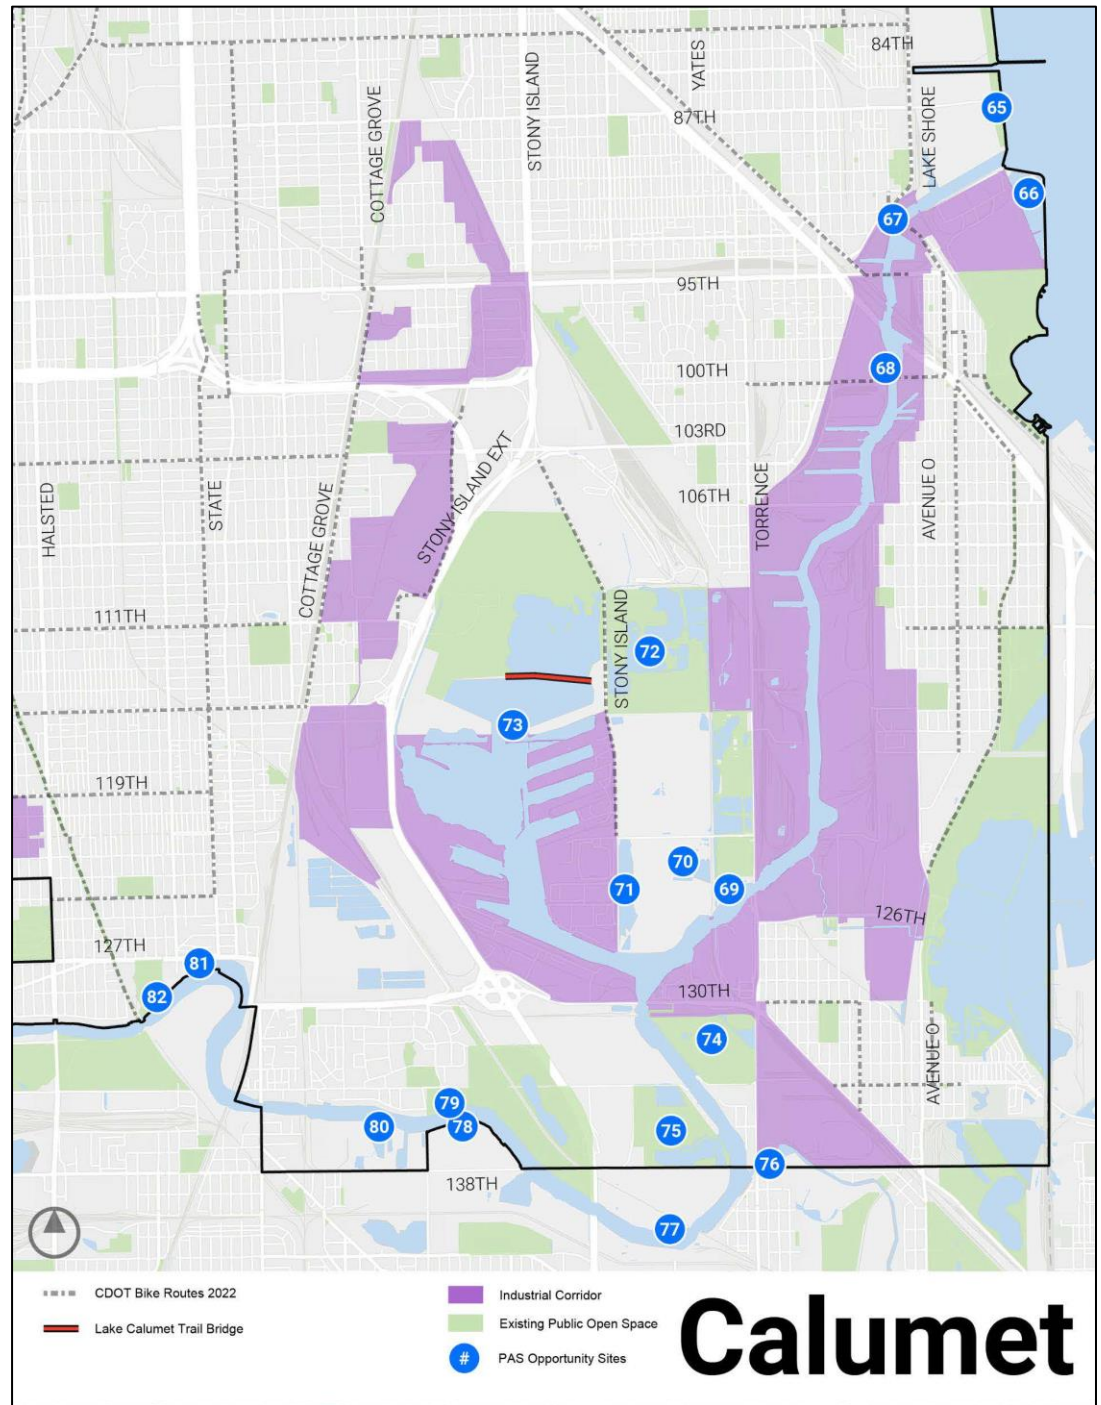 84TH
YATES
STONY ISLAND
87TH
COTTAGE GROVE
LAKE SHORE
65
66
67
95TH
100TH
68
103RD
STONY ISLAND EXT
106TH
TORRENCE
AVENUE O
HALSTED
STATE
COTTAGE GROVE
111TH
STONY ISLAND
72
73
119TH
70
71
69
126TH
127TH
81
82
130TH
74
AVENUE O
79
78
80
75
76
138TH
77
CDOT Bike Routes 2022
Lake Calumet Trail Bridge
Industrial Corridor
Existing Public Open Space
# PAS Opportunity Sites
Calumet